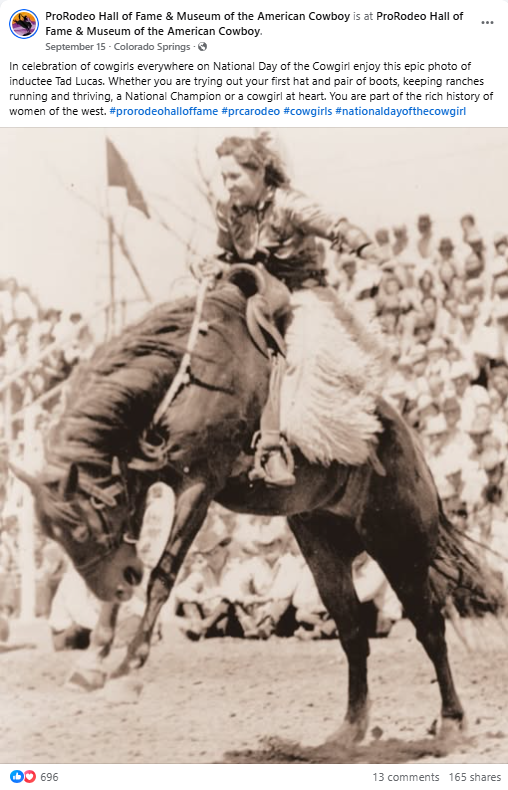 ProRodeo Hall of Fame & Museum of the American Cowboy is at ProRodeo Hall of
Fame & Museum of the American Cowboy.
September 15 · Colorado Springs ·
In celebration of cowgirls everywhere on National Day of the Cowgirl enjoy this epic photo of
inductee Tad Lucas. Whether you are trying out your first hat and pair of boots, keeping ranches
running and thriving, a National Champion or a cowgirl at heart. You are part of the rich history of
women of the west. #prorodeohalloffame #prcarodeo #cowgirls #nationaldayofthecowgirl
696
13 comments 165 shares